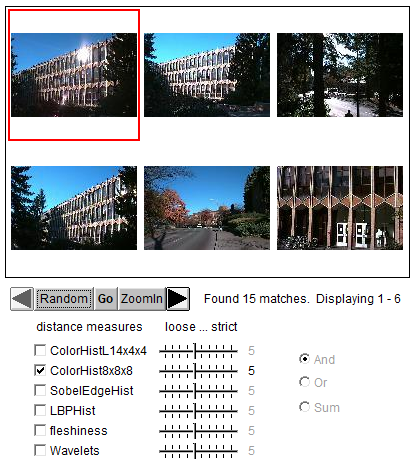 Random Go ZoomIn Found 15 matches. Displaying 1 - 6
distance measures loose ... strict
ColorHistL14x4x4 5
ColorHist8x8x8 5
SobelEdgeHist 5
LBPHist 5
fleshiness 5
Wavelets 5
And
Or
Sum